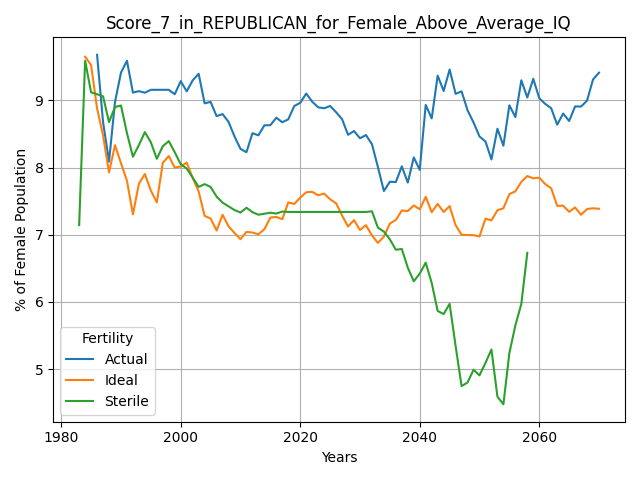 Score_7_in_REPUBLICAN_for_Female_Above_Average_IQ
% of Female Population
9
8
7
6
5
Fertility
Actual
Ideal
Sterile
1980 2000 2020 2040 2060
Years